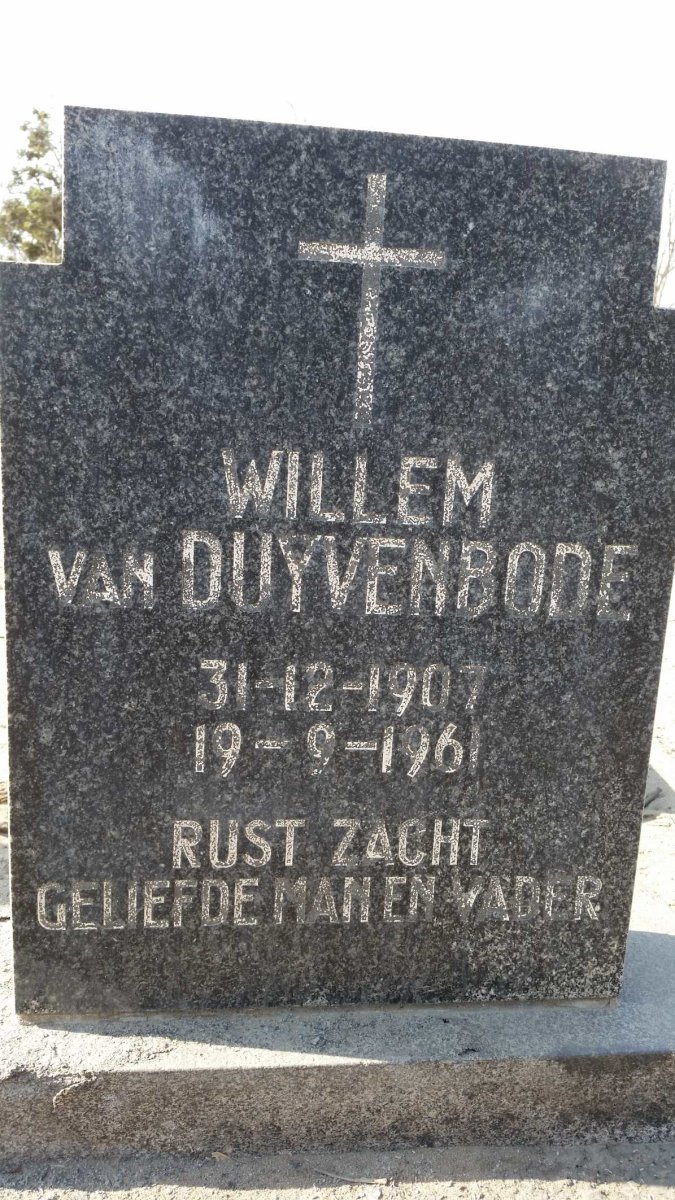 WILLEM
VAN DUYVENBODE
31-12-1907
19-9-1961
RUST ZACHT
GELIEFDE MAN EN VADER